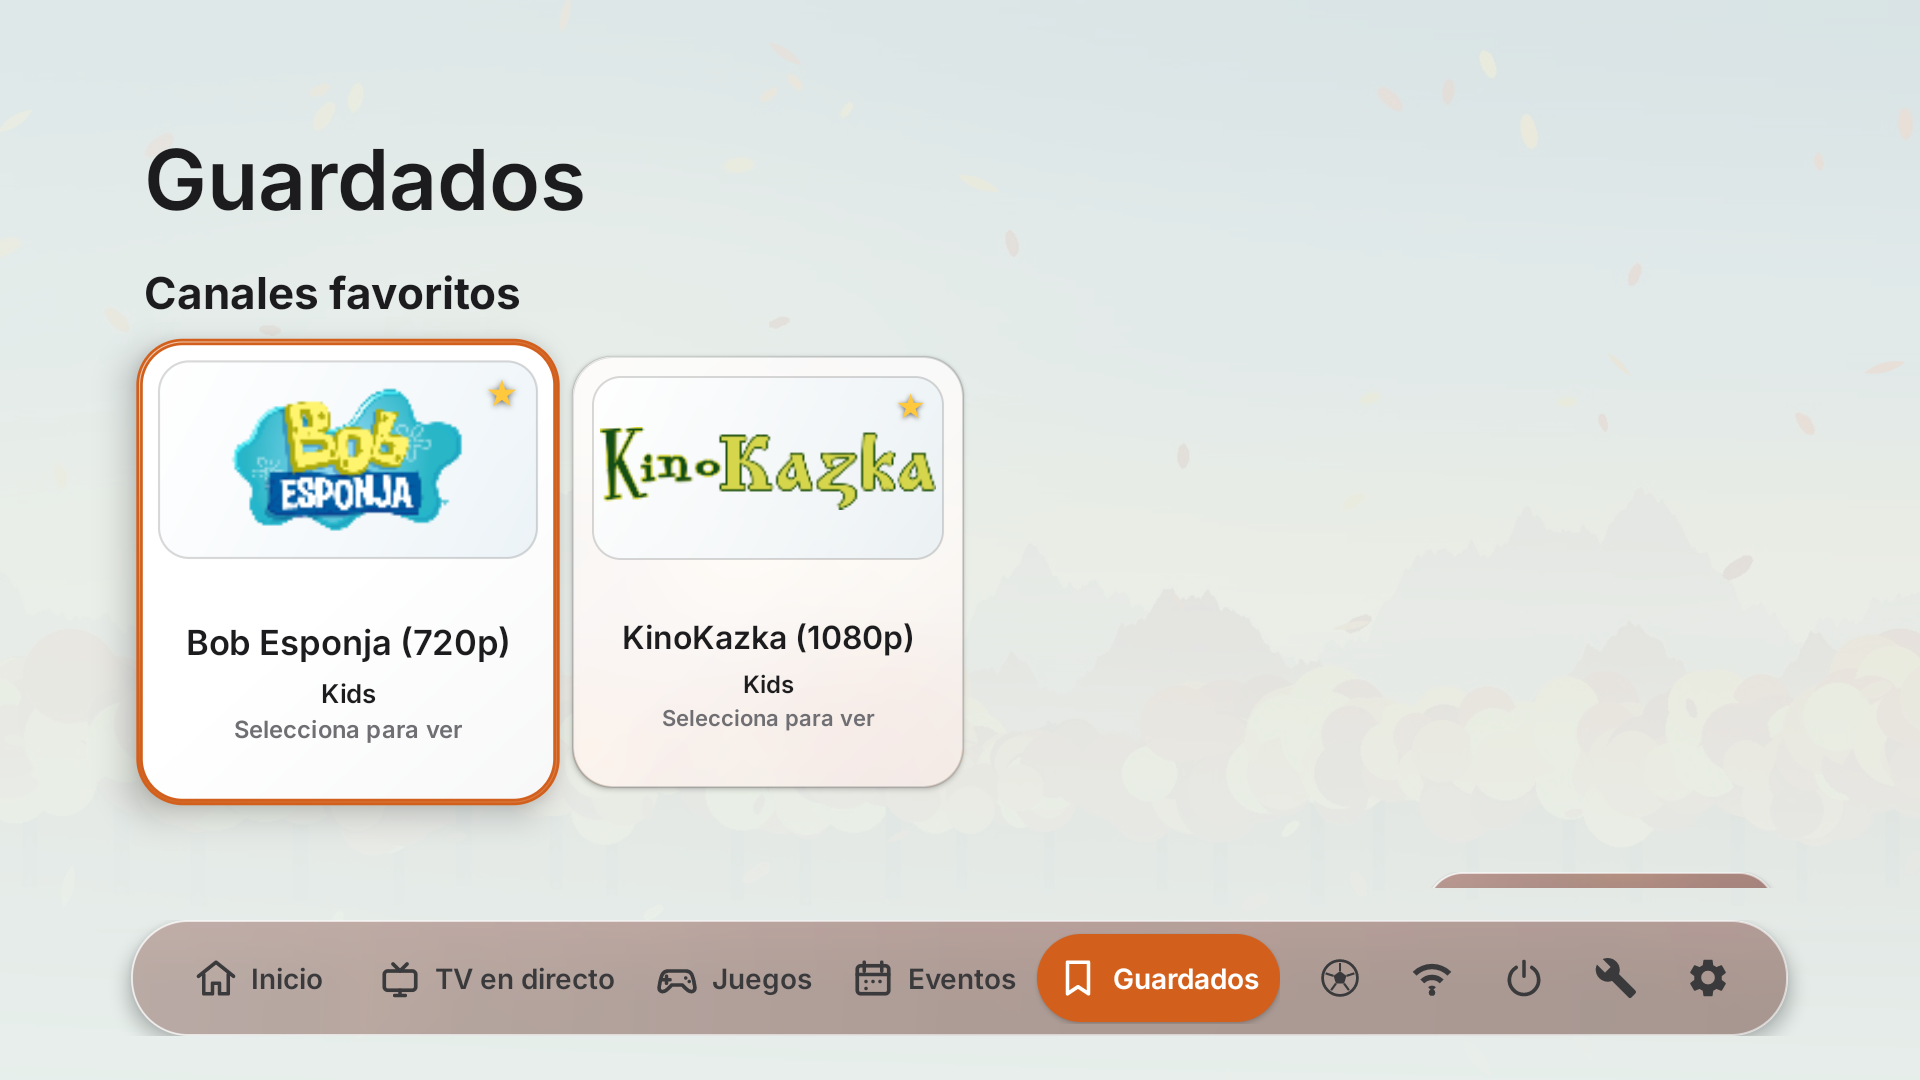 Guardados
Canales favoritos
Bob
ESPONJA
KinoKazka
Bob Esponja (720p)
Kids
Selecciona para ver
KinoKazka (1080p)
Kids
Selecciona para ver
Inicio
TV en directo
Juegos
Eventos
Guardados